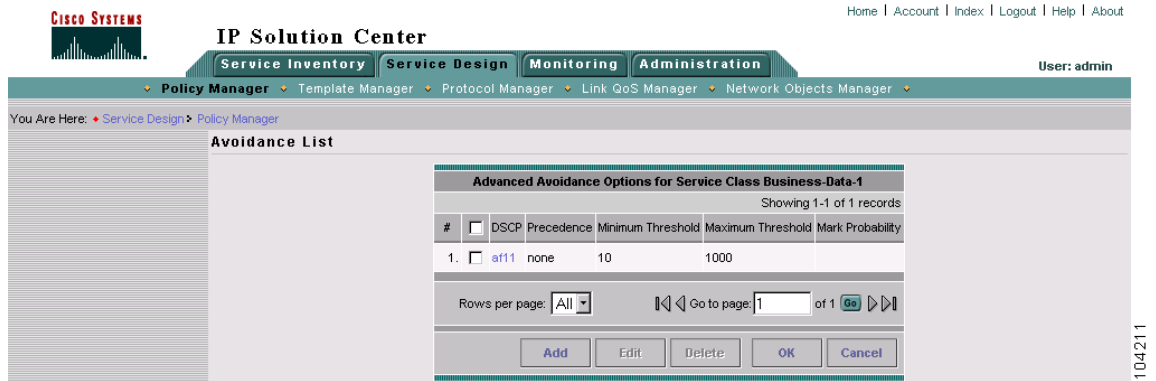 Home | Account | Index | Logout | Help | About
CISCO SYSTEMS
IP Solution Center
Service Inventory Service Design Monitoring Administration
User: admin
Policy Manager Template Manager Protocol Manager Link QoS Manager Network Objects Manager
You Are Here: Service Design Policy Manager
Avoidance List
Advanced Avoidance Options for Service Class Business-Data-1
Showing 1-1 of 1 records
# DSCP Precedence Minimum Threshold Maximum Threshold Mark Probability
1. af11 none 10 1000
Rows per page: All Go to page: 1 of 1 Go
Add Edit Delete OK Cancel
104211